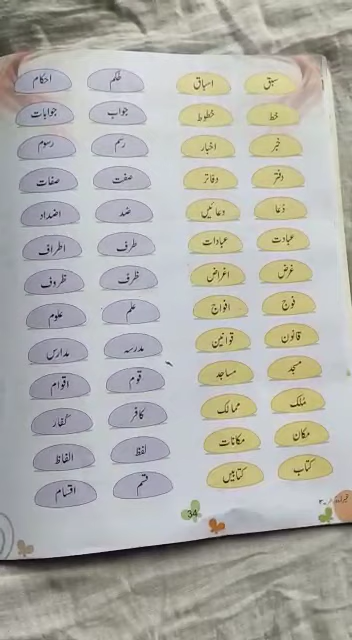 سبق اسباق حکم احکام
خط خطوط جواب جوابات
خبر اخبار رسم رسوم
دفتر دفاتر صفت صفات
دُعا دعائیں ضد اضداد
عبادت عبادات طرف اطراف
غرض اغراض ظرف ظروف
فوج افواج علم علوم
قانون قوانین مدرسہ مدارس
مسجد مساجد قوم اقوام
مُلک ممالک کافر کفار
مکان مکانات لفظ الفاظ
کتاب کتابیں قسم اقسام
34